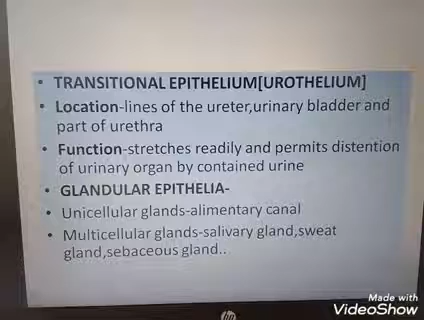 • TRANSITIONAL EPITHELIUM[UROTHELIUM]
• Location-lines of the ureter,urinary bladder and
part of urethra
• Function-stretches readily and permits distention
of urinary organ by contained urine
• GLANDULAR EPITHELIA-
• Unicellular glands-alimentary canal
• Multicellular glands-salivary gland,sweat
gland,sebaceous gland..
hp
Made with
VideoShow